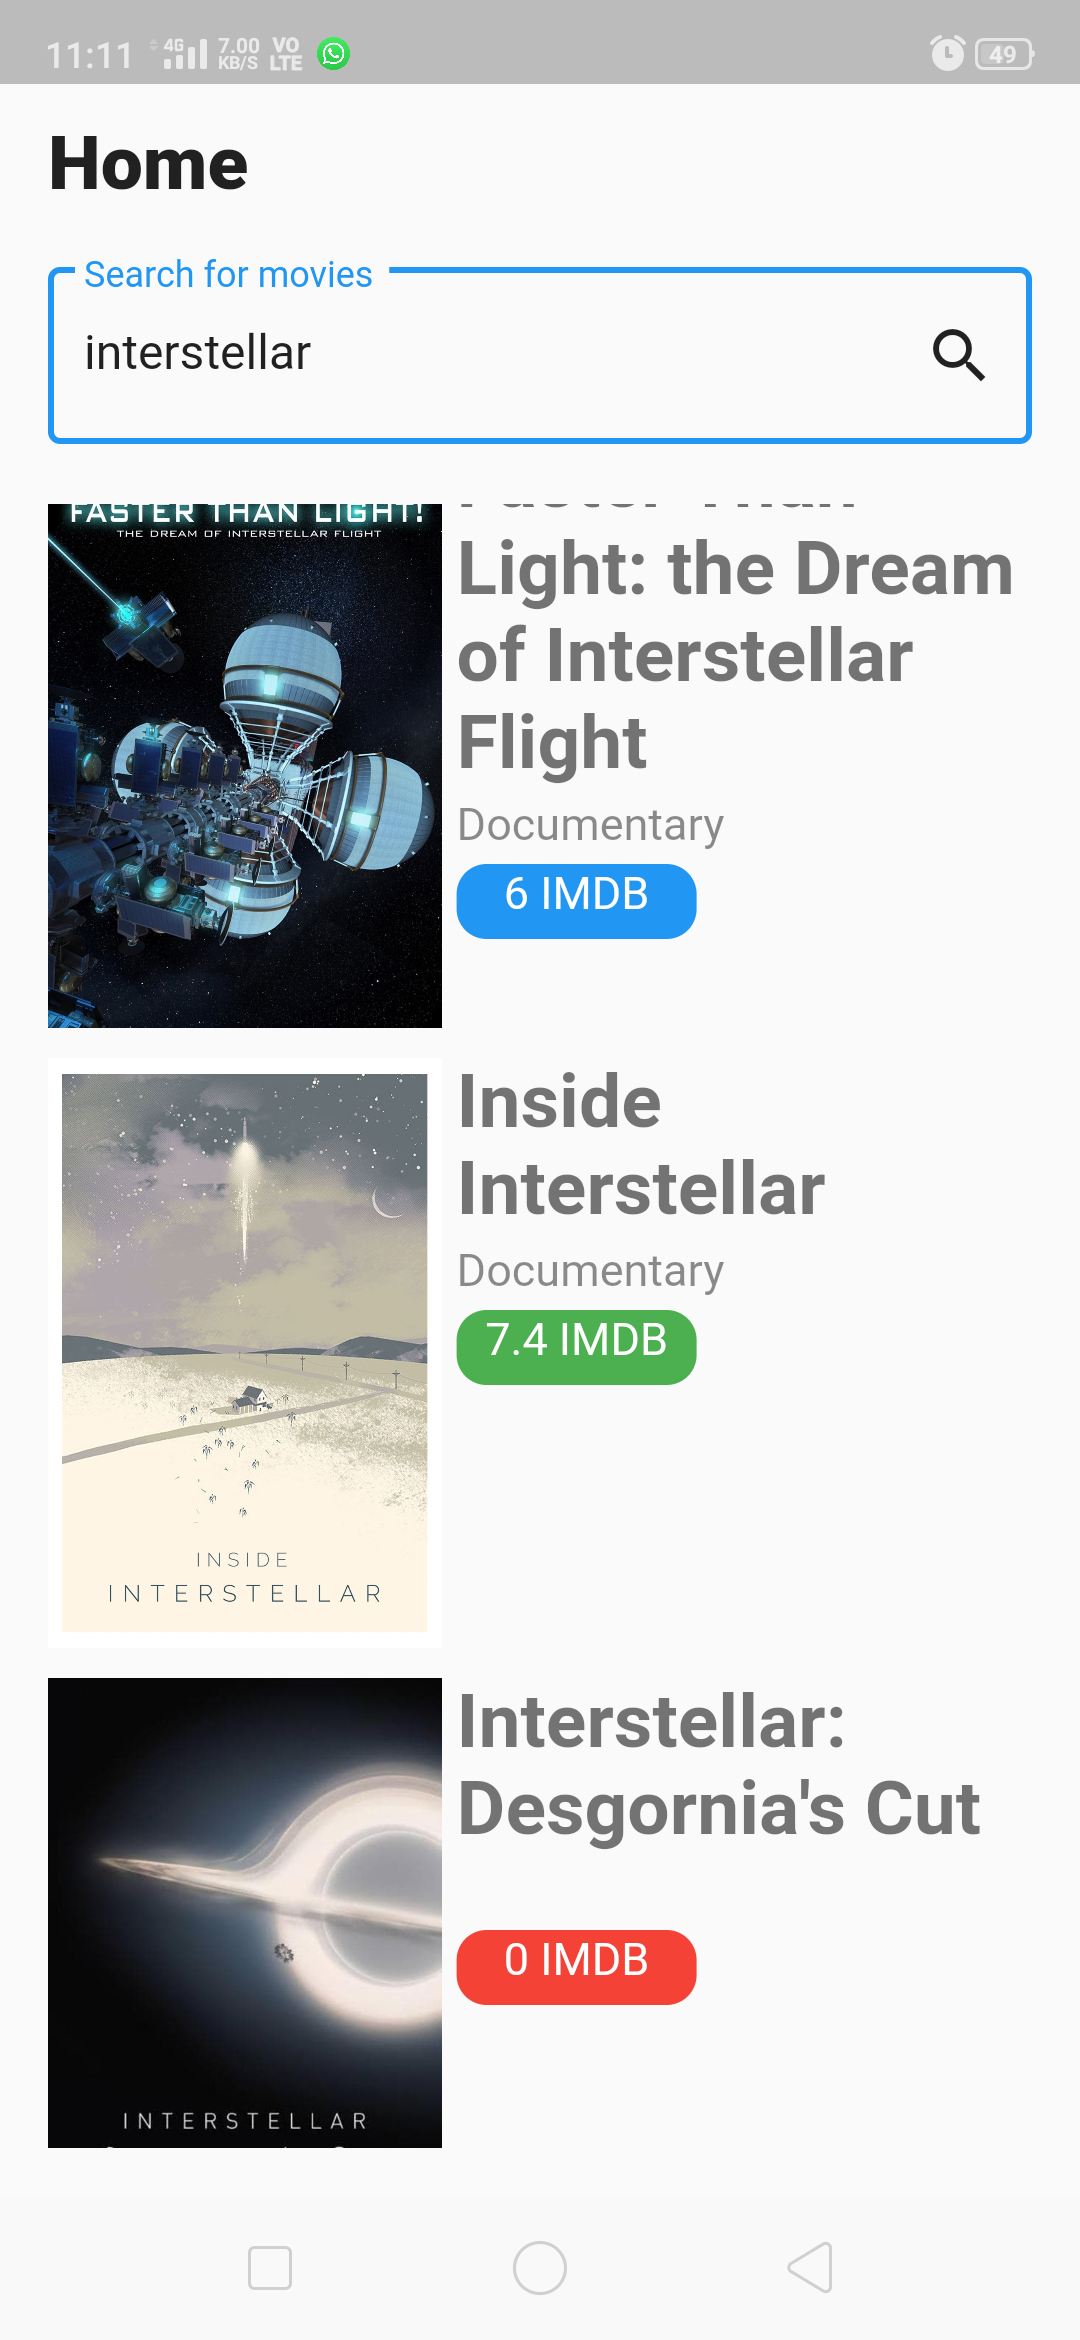 11:11 4G 7.00 KB/S VO LTE 49
Home
Search for movies
interstellar
FASTER THAN LIGHT!
THE DREAM OF INTERSTELLAR FLIGHT
Faster Than
Light: the Dream
of Interstellar
Flight
Documentary
6 IMDB
Inside
Interstellar
Documentary
7.4 IMDB
INSIDE
INTERSTELLAR
Interstellar:
Desgornia's Cut
0 IMDB
INTERSTELLAR